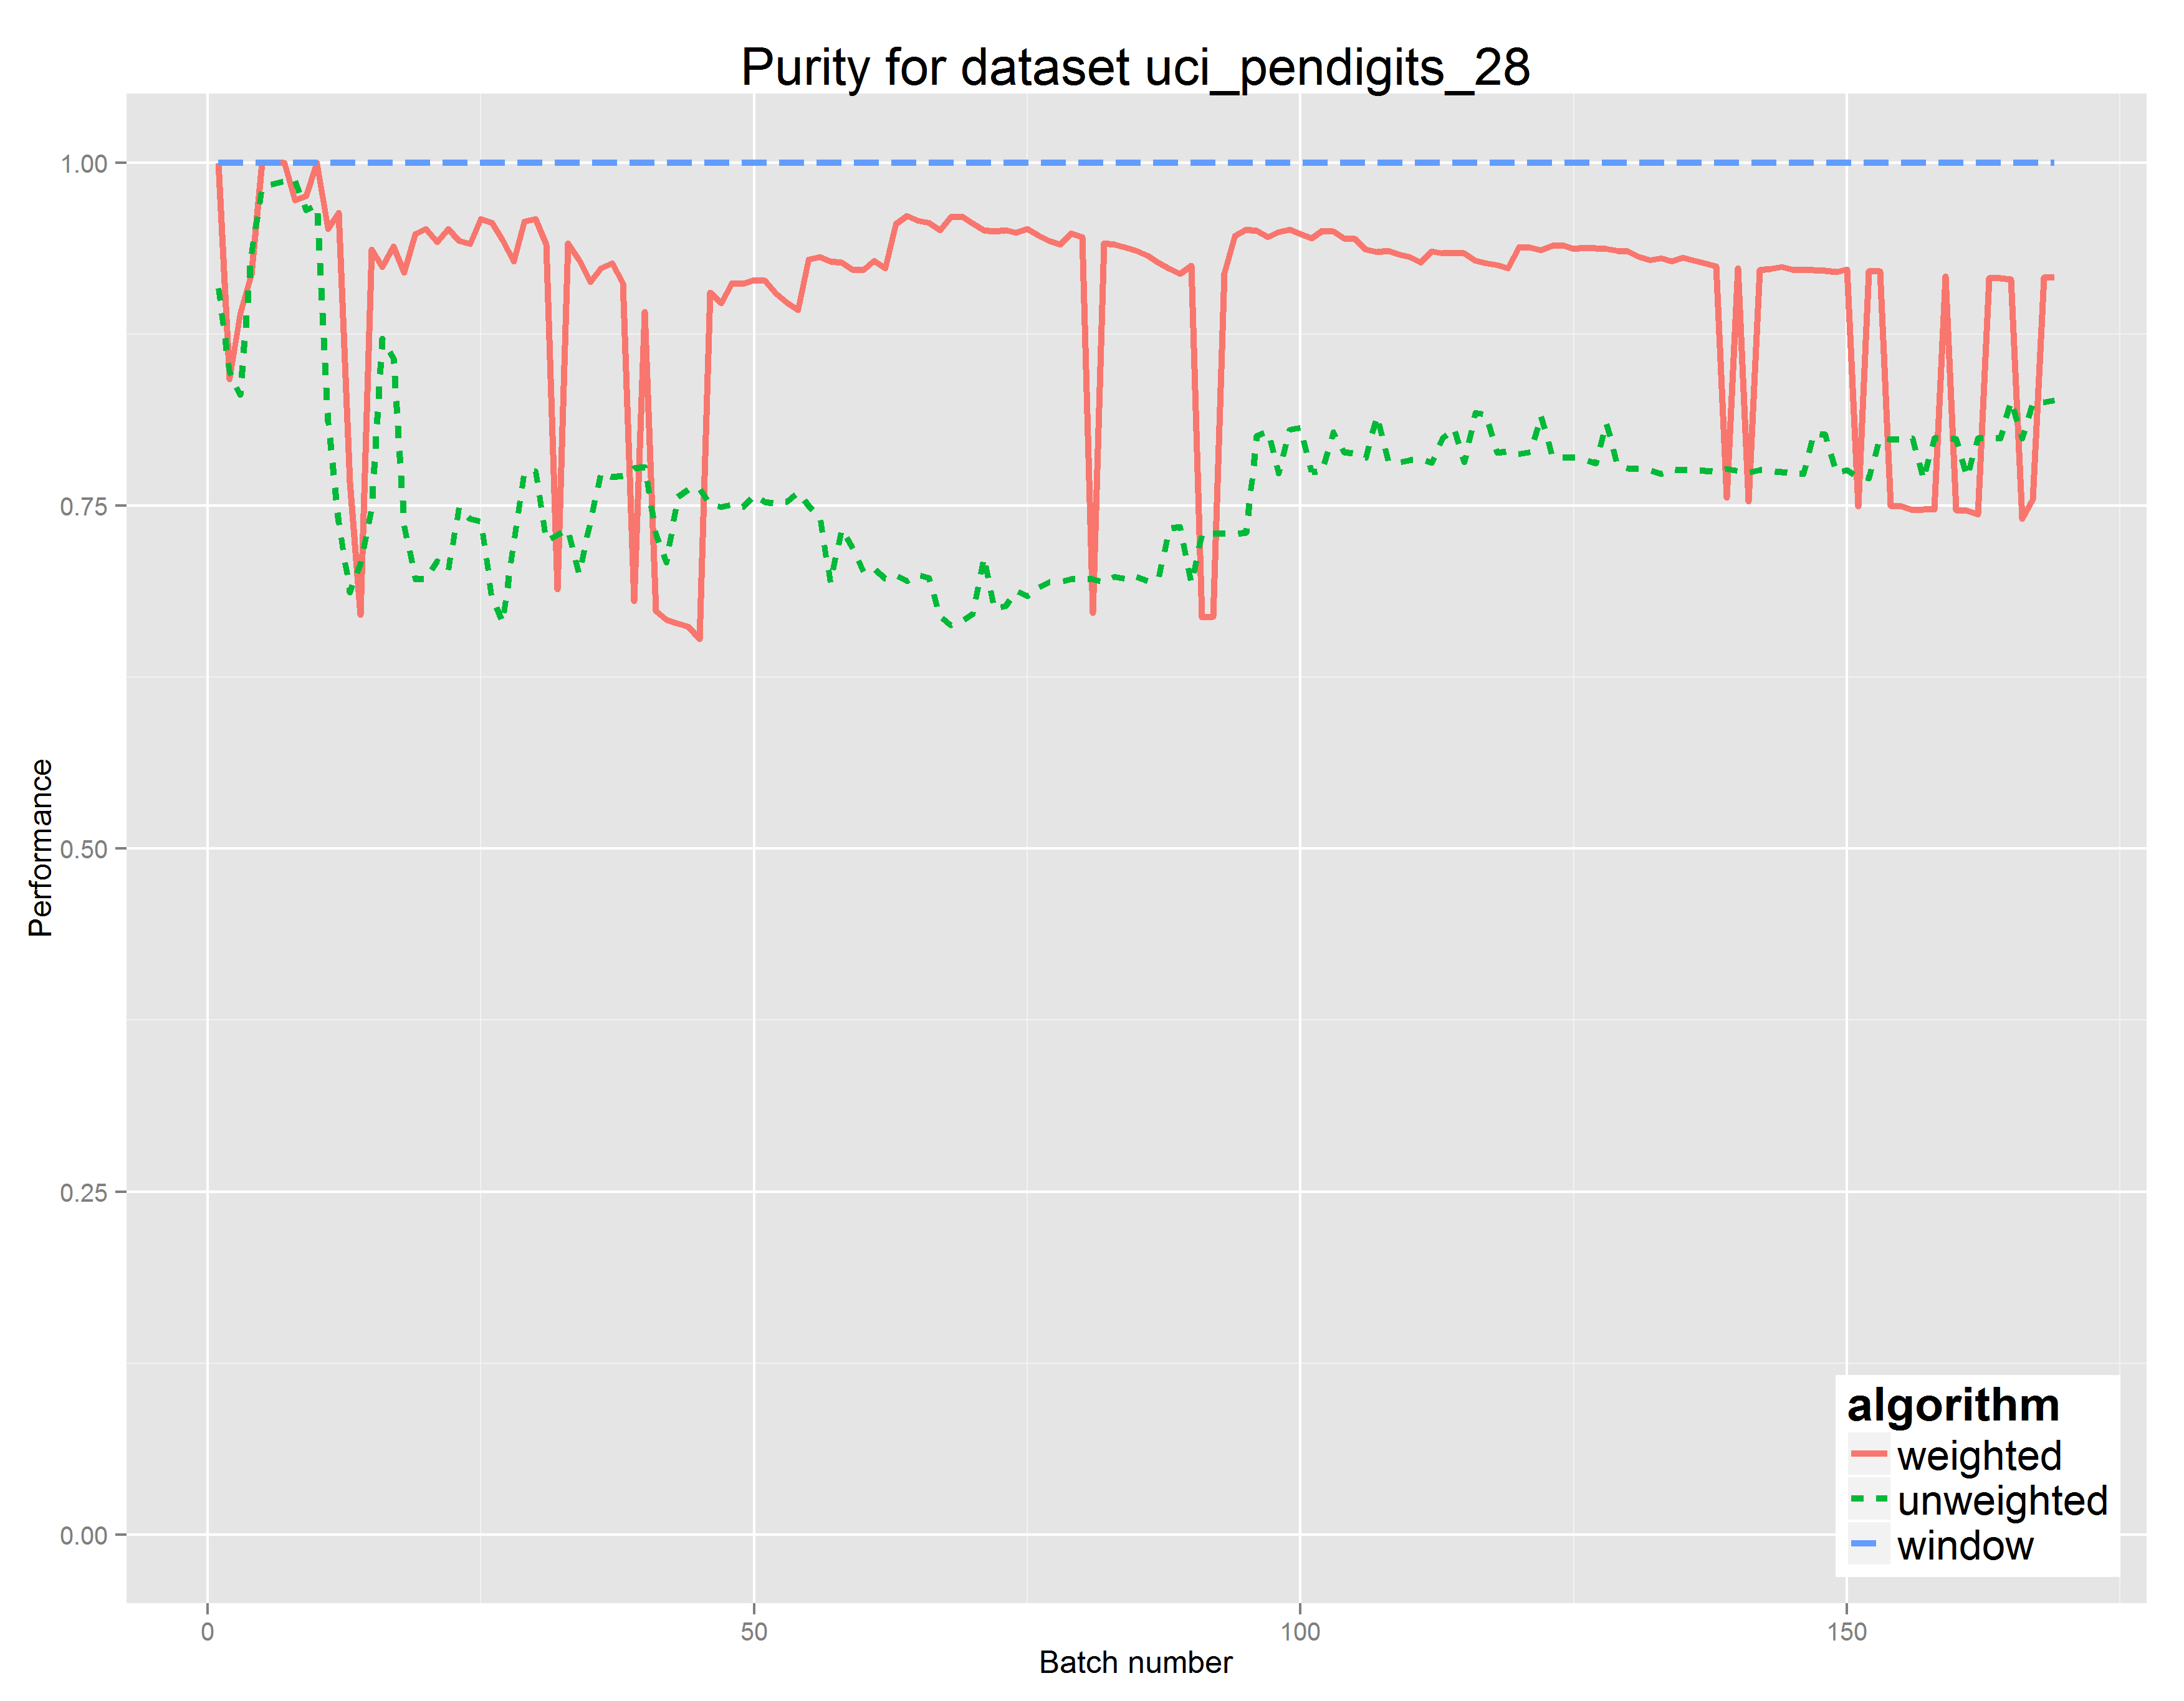 Purity for dataset uci_pendigits_28
1.00
0.75
0.50
0.25
0.00
Performance
0
50
100
150
Batch number
algorithm
weighted
unweighted
window